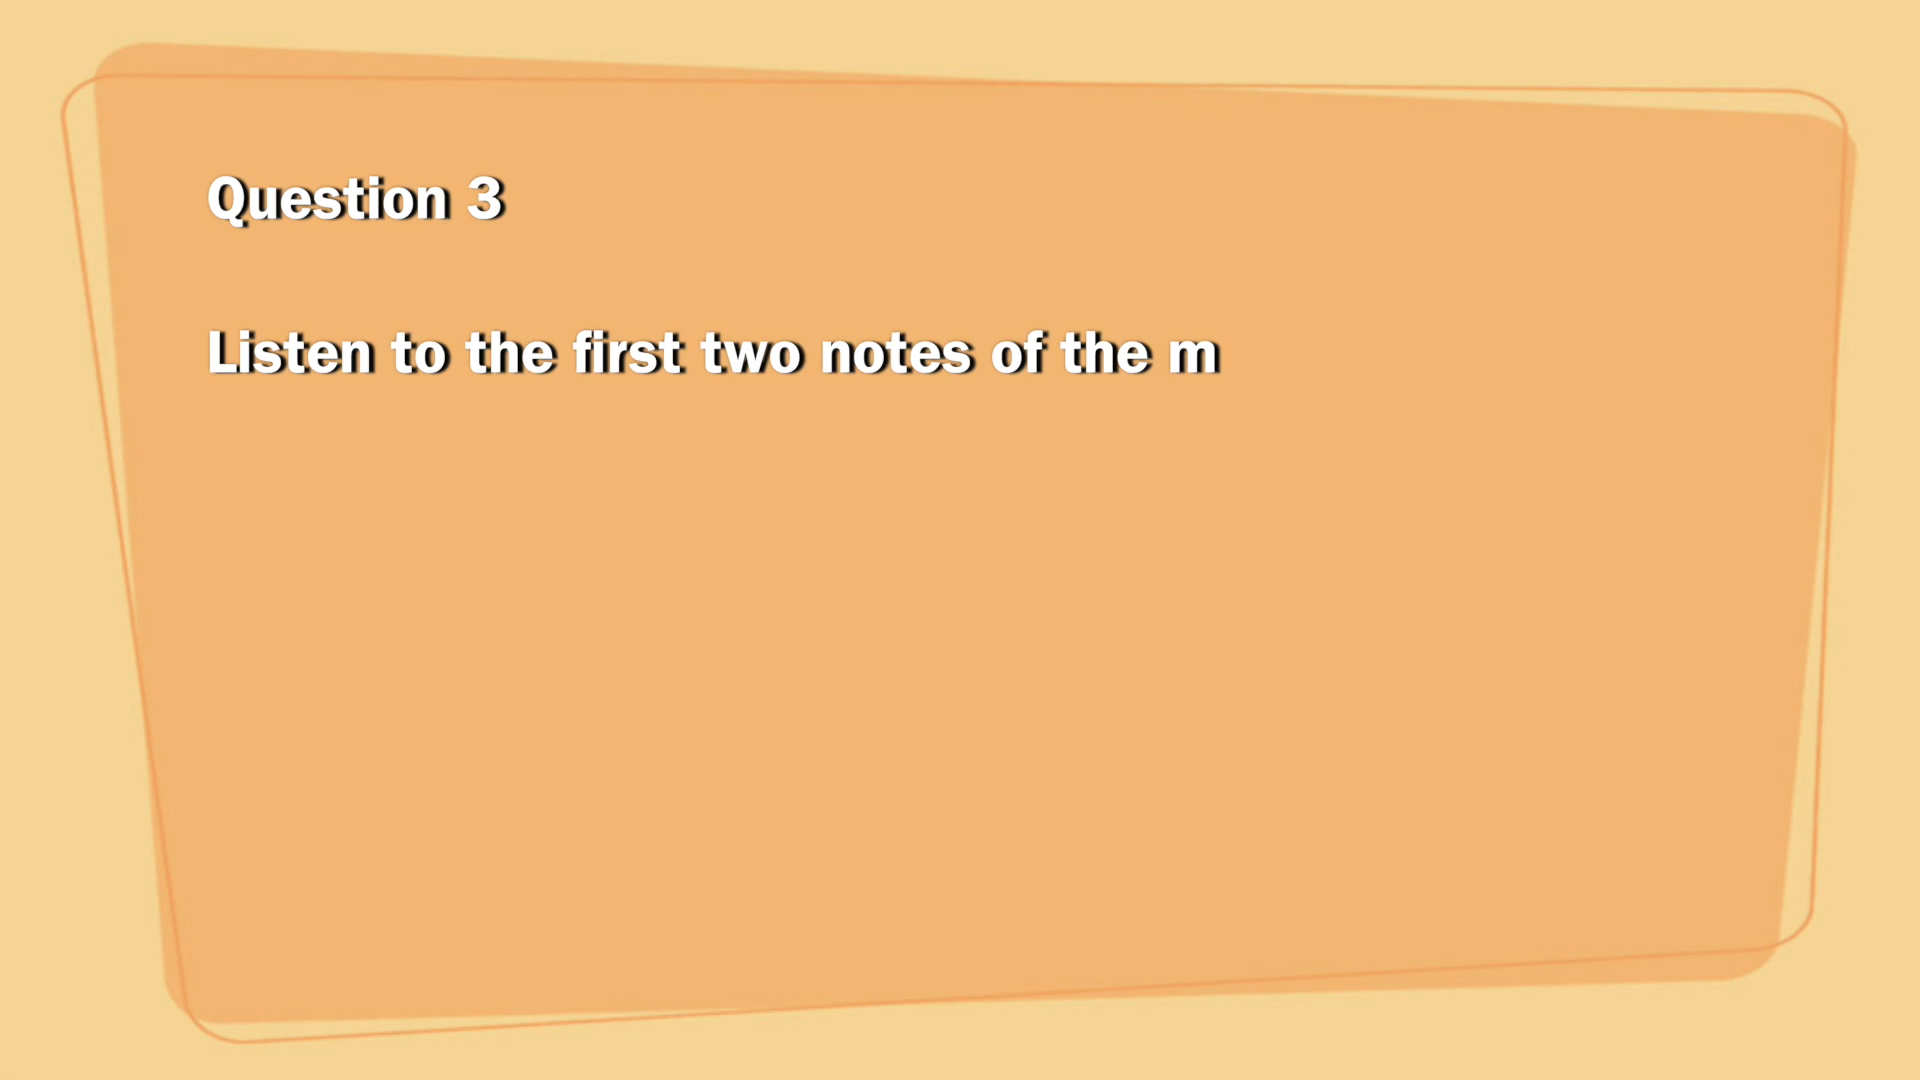 Question 3
Listen to the first two notes of the m